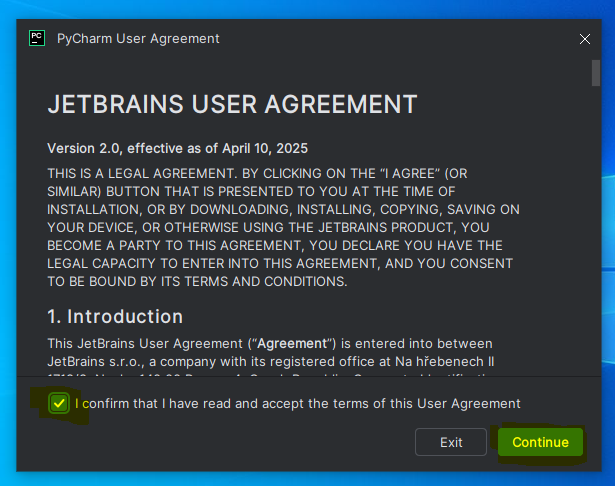 PC
PyCharm User Agreement
JETBRAINS USER AGREEMENT
Version 2.0, effective as of April 10, 2025
THIS IS A LEGAL AGREEMENT. BY CLICKING ON THE “I AGREE” (OR
SIMILAR) BUTTON THAT IS PRESENTED TO YOU AT THE TIME OF
INSTALLATION, OR BY DOWNLOADING, INSTALLING, COPYING, SAVING ON
YOUR DEVICE, OR OTHERWISE USING THE JETBRAINS PRODUCT, YOU
BECOME A PARTY TO THIS AGREEMENT, YOU DECLARE YOU HAVE THE
LEGAL CAPACITY TO ENTER INTO THIS AGREEMENT, AND YOU CONSENT
TO BE BOUND BY ITS TERMS AND CONDITIONS.
1. Introduction
This JetBrains User Agreement (“Agreement”) is entered into between
JetBrains s.r.o., a company with its registered office at Na hřebenech II
I confirm that I have read and accept the terms of this User Agreement
Exit
Continue